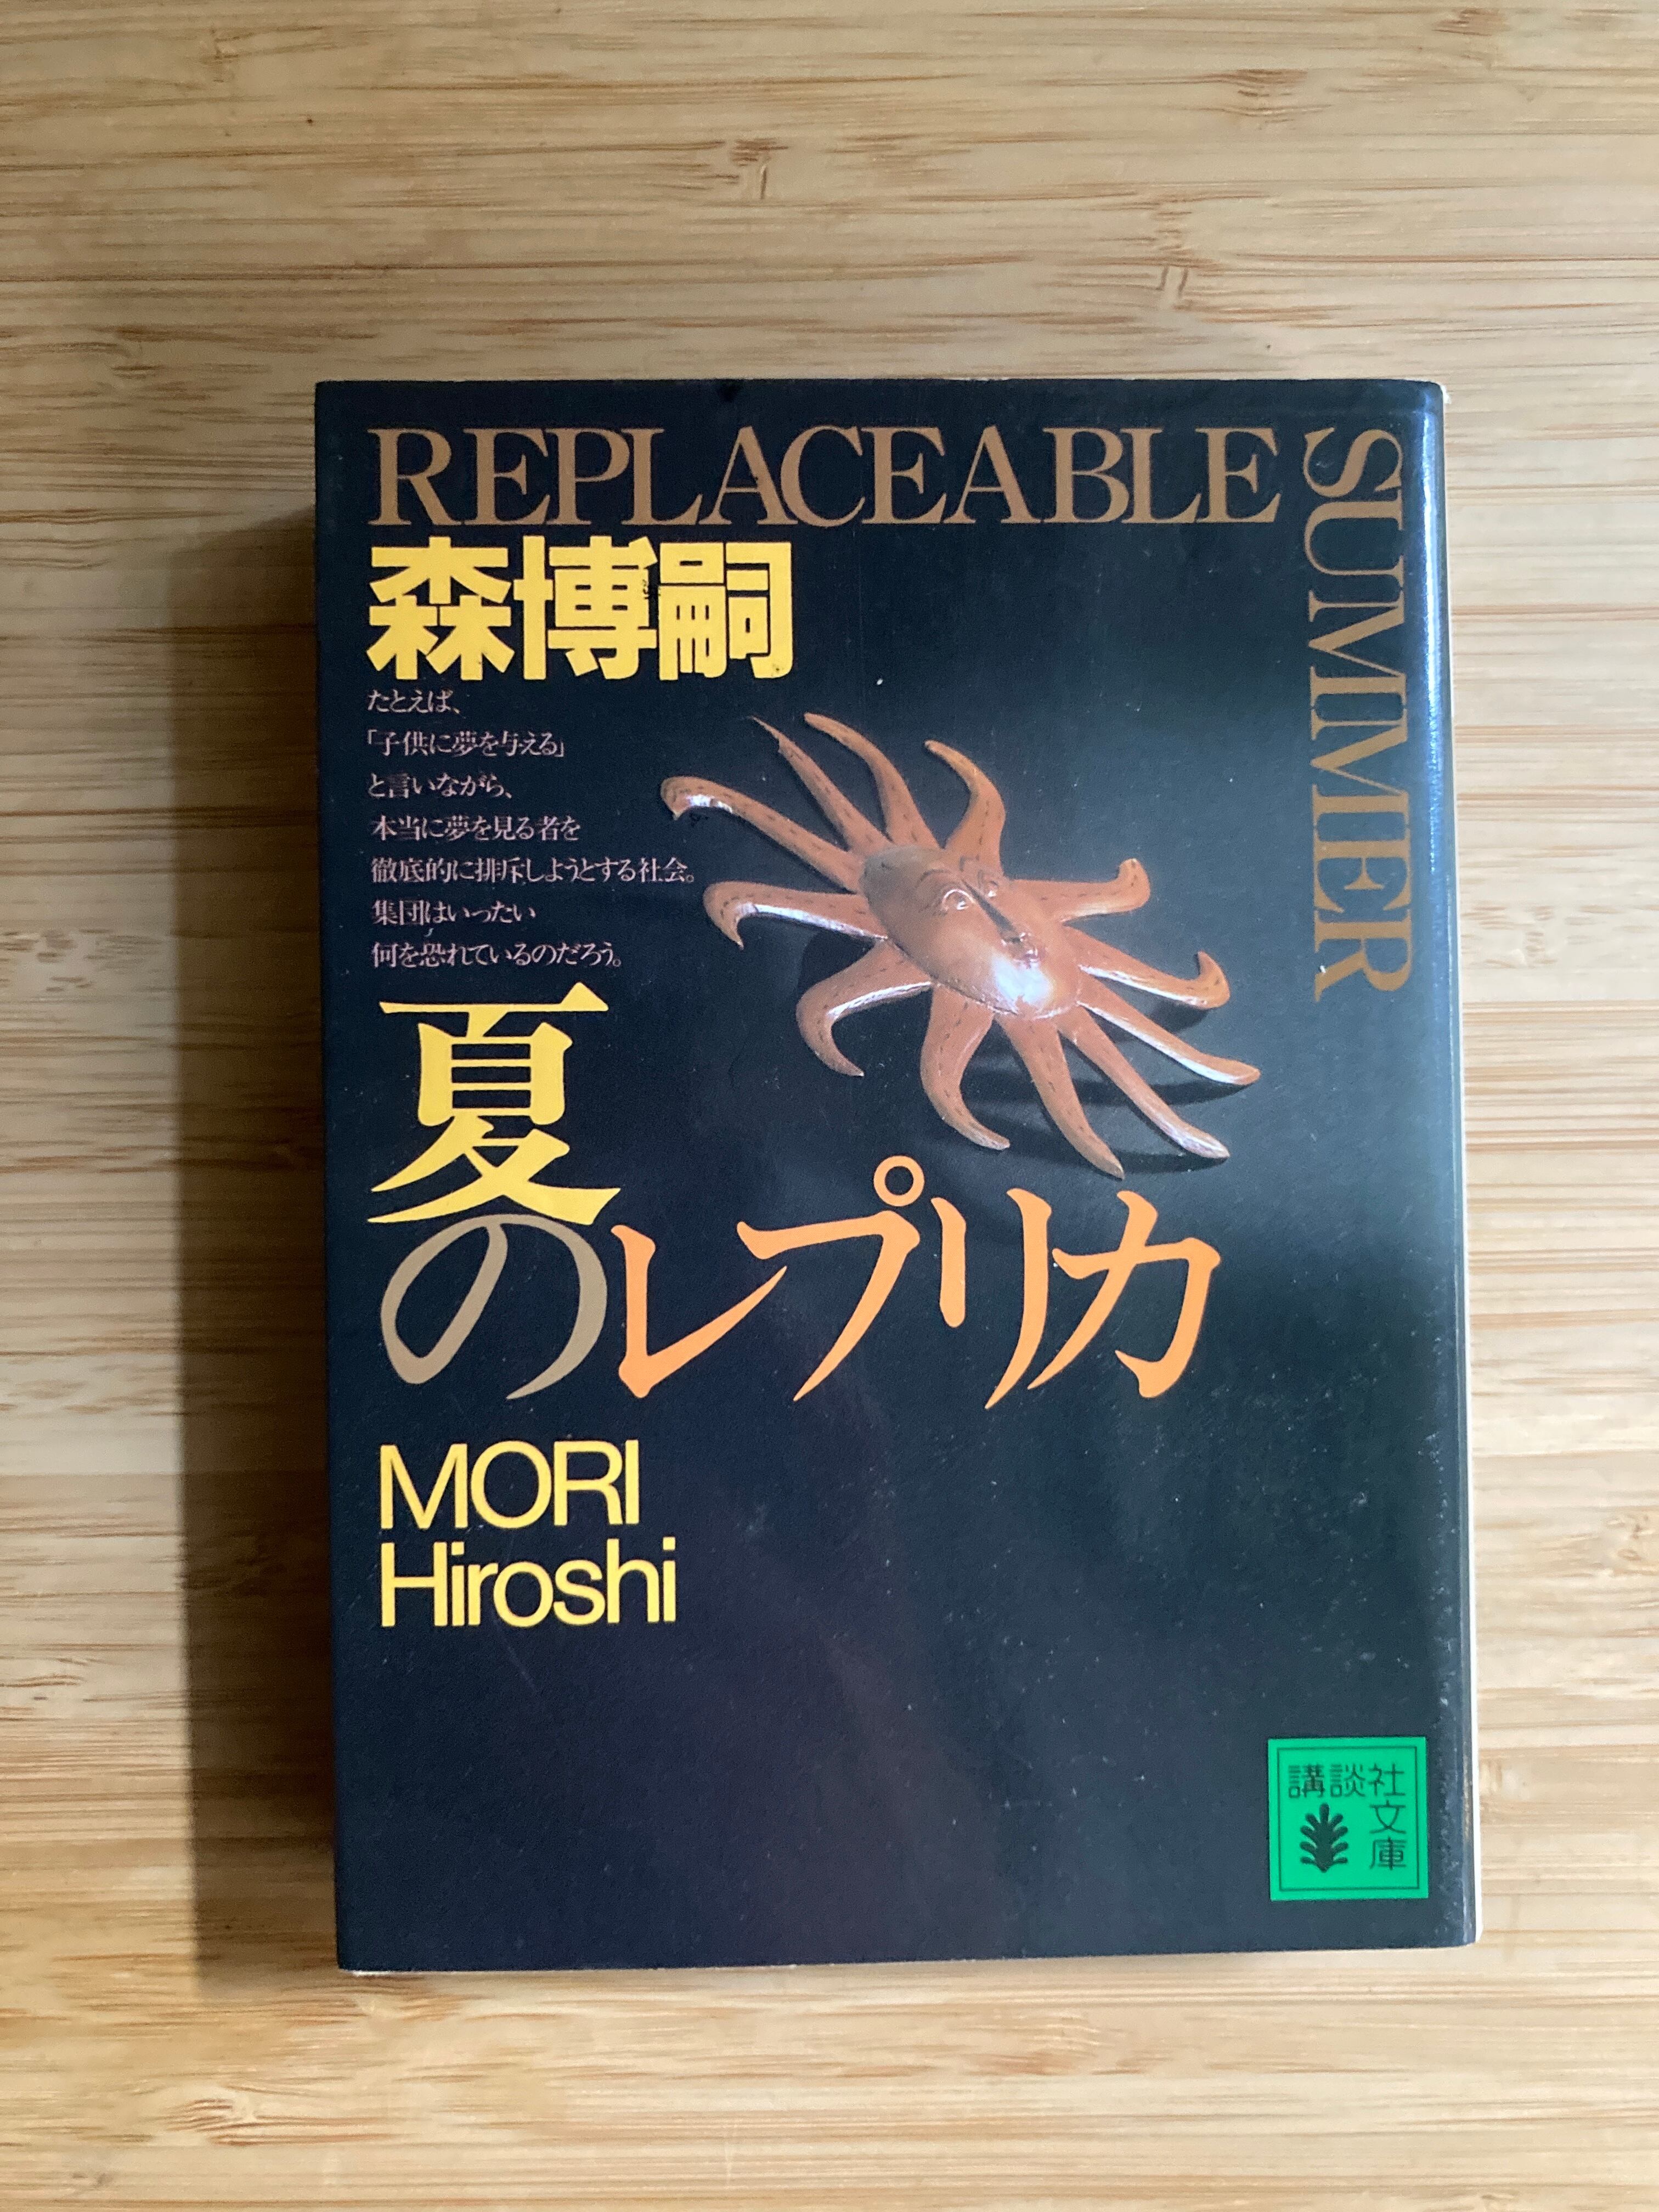 REPLACEABLE
SUMMER
森博嗣
たとえば、
「子供に夢を与える」
と言いながら、
本当に夢を見る者を
徹底的に排斥しようとする社会。
集団はいったい
何を恐れているのだろう。
夏
のレプリカ
MORI
Hiroshi
講談社
文庫